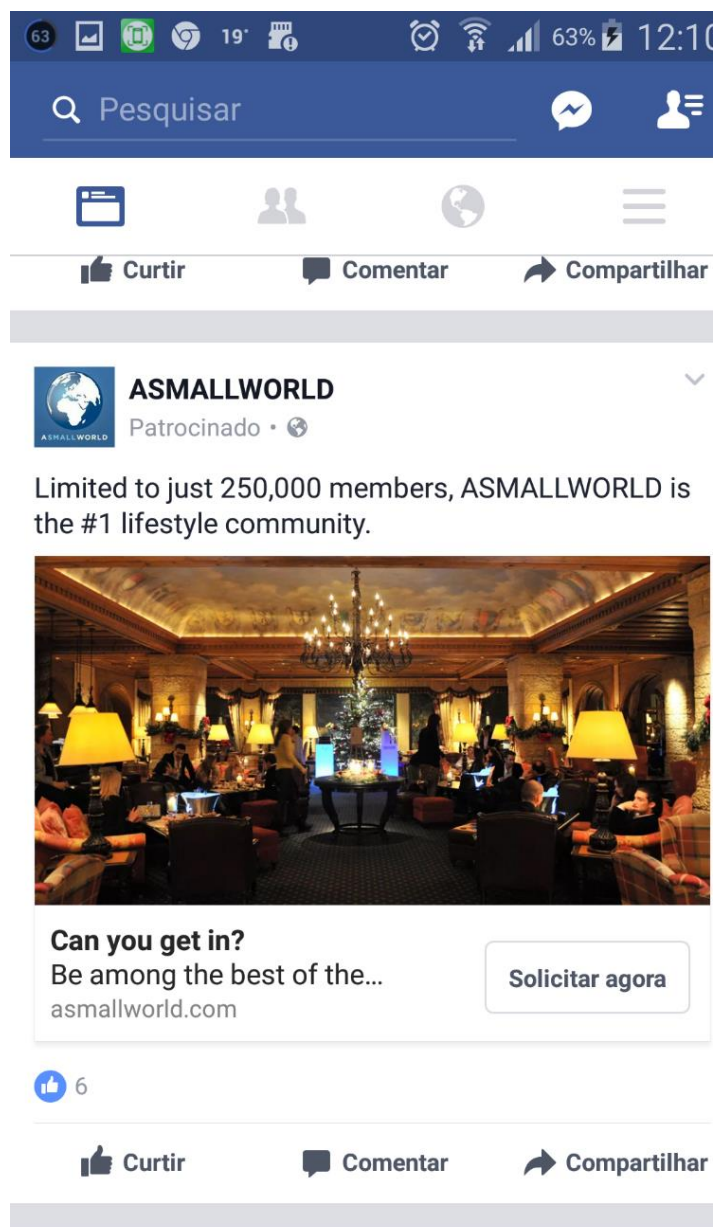 63 19° 63% 12:10
Pesquisar
Curtir Comentar Compartilhar
ASMALLWORLD
ASMALLWORLD
Patrocinado •
Limited to just 250,000 members, ASMALLWORLD is
the #1 lifestyle community.
Can you get in?
Be among the best of the...
asmallworld.com
Solicitar agora
6
Curtir Comentar Compartilhar